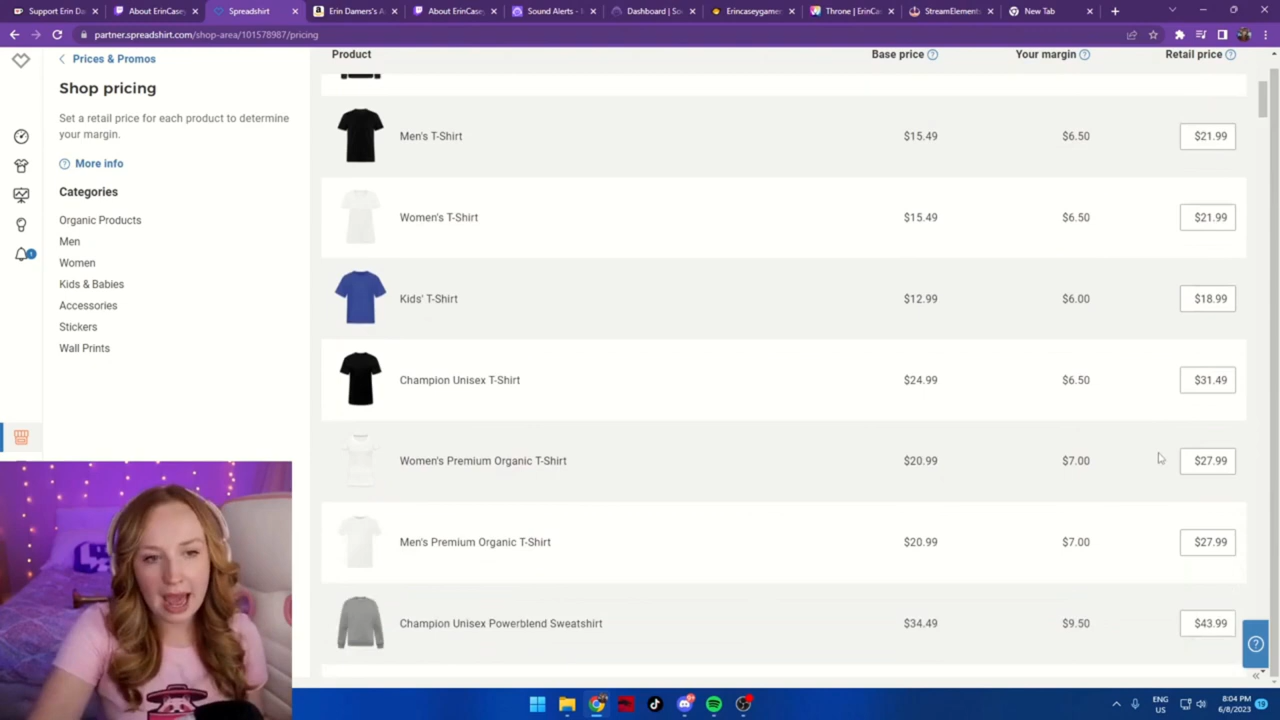 Support Erin Da
About ErinCase
Spreadshirt
Erin Damers's A
About ErinCasey
Sound Alerts -
Dashboard | So
Erincaseygamer
Throne | ErinCa
StreamElement
New Tab
partner.spreadshirt.com/shop-area/101578987/pricing
Prices & Promos
Shop pricing
Set a retail price for each product to determine
your margin.
More info
Categories
Organic Products
Men
Women
Kids & Babies
Accessories
Stickers
Wall Prints
Product Base price Your margin Retail price
Men's T-Shirt $15.49 $6.50 $21.99
Women's T-Shirt $15.49 $6.50 $21.99
Kids' T-Shirt $12.99 $6.00 $18.99
Champion Unisex T-Shirt $24.99 $6.50 $31.49
Women's Premium Organic T-Shirt $20.99 $7.00 $27.99
Men's Premium Organic T-Shirt $20.99 $7.00 $27.99
Champion Unisex Powerblend Sweatshirt $34.49 $9.50 $43.99
ENG
US
8:04 PM
6/8/2023